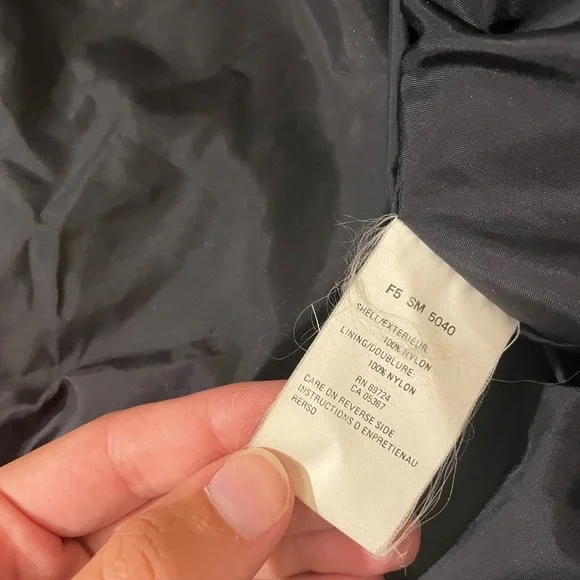 F5 SM 5040
SHELL/EXTERIEUR:
100% NYLON
LINING/DOUBLURE:
100% NYLON
RN 89724
CA 05367
CARE ON REVERSE SIDE
INSTRUCTIONS D ENPRETIENAU
RERSO